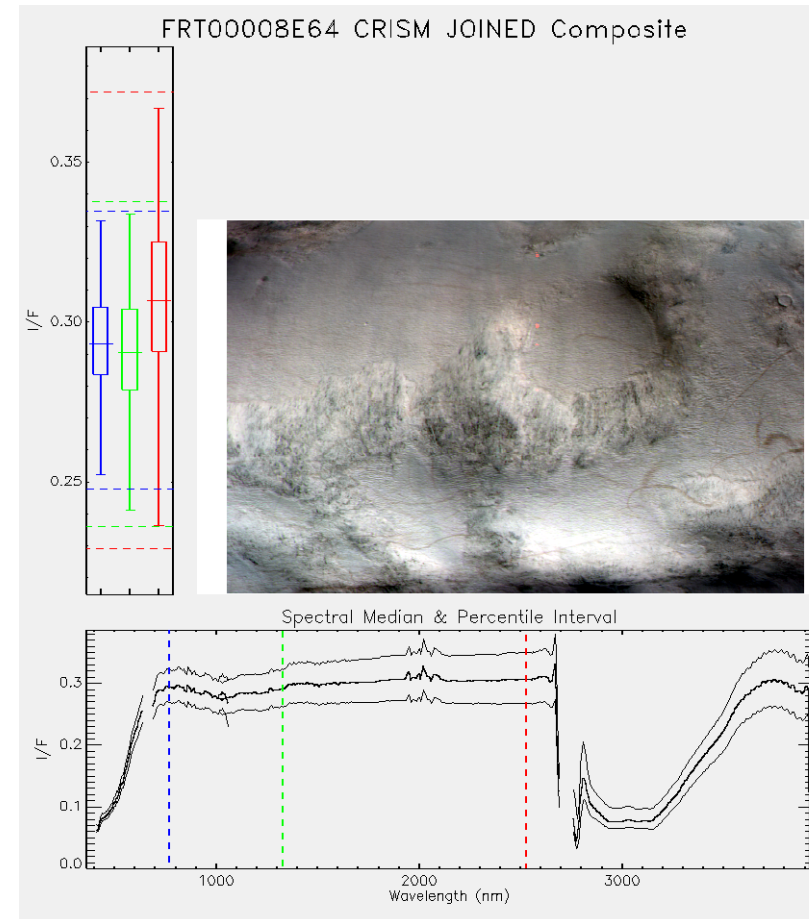 FRT00008E64 CRISM JOINED Composite
0.35
0.30
0.25
I/F
Spectral Median & Percentile Interval
0.3
0.2
0.1
0.0
I/F
1000 2000 3000
Wavelength (nm)